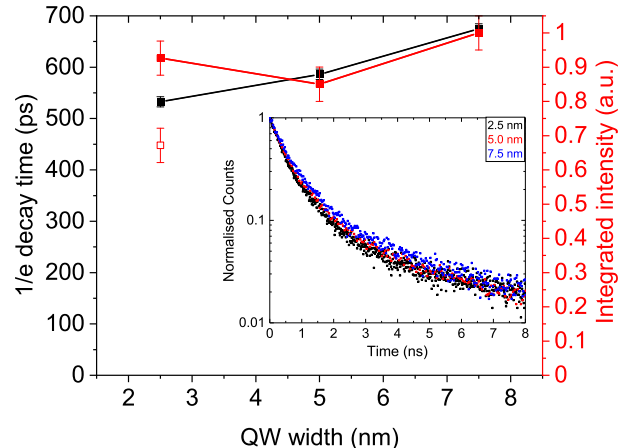 700
600
500
400
300
200
100
0
1/e decay time (ps)
2 3 4 5 6 7 8
QW width (nm)
1
0.9
0.8
0.7
0.6
0.5
0.4
0.3
0.2
0.1
0
Integrated intensity (a.u.)
1
0.1
0.01
Normalised Counts
0 1 2 3 4 5 6 7 8
Time (ns)
2.5 nm
5.0 nm
7.5 nm